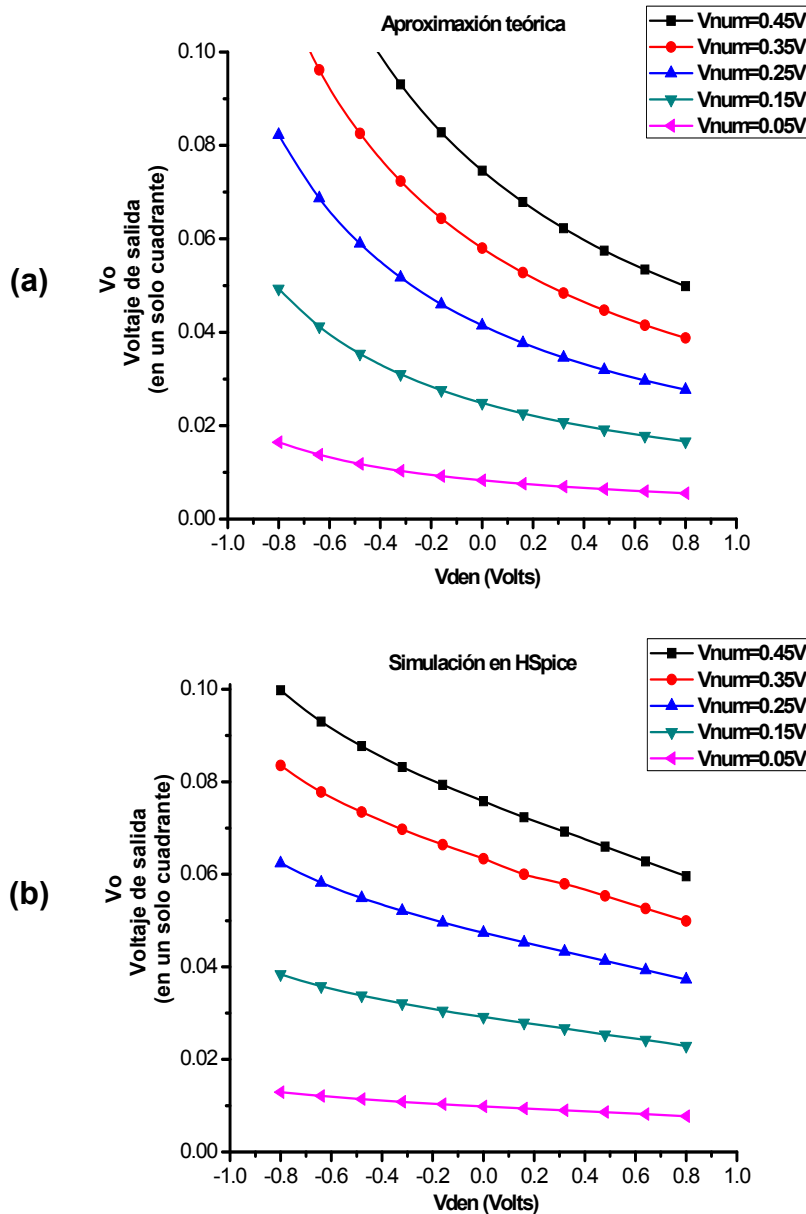 (a)
Aproximaxión teórica
Vnum=0.45V
Vnum=0.35V
Vnum=0.25V
Vnum=0.15V
Vnum=0.05V
Vo
Voltaje de salida
(en un solo cuadrante)
0.10
0.08
0.06
0.04
0.02
0.00
-1.0 -0.8 -0.6 -0.4 -0.2 0.0 0.2 0.4 0.6 0.8 1.0
Vden (Volts)
(b)
Simulación en HSpice
Vnum=0.45V
Vnum=0.35V
Vnum=0.25V
Vnum=0.15V
Vnum=0.05V
Vo
Voltaje de salida
(en un solo cuadrante)
0.10
0.08
0.06
0.04
0.02
0.00
-1.0 -0.8 -0.6 -0.4 -0.2 0.0 0.2 0.4 0.6 0.8 1.0
Vden (Volts)